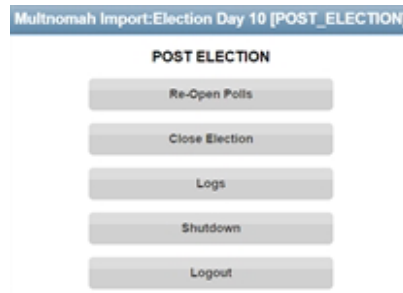 Multnomah Import:Election Day 10 [POST_ELECTION
POST ELECTION
Re-Open Polls
Close Election
Logs
Shutdown
Logout